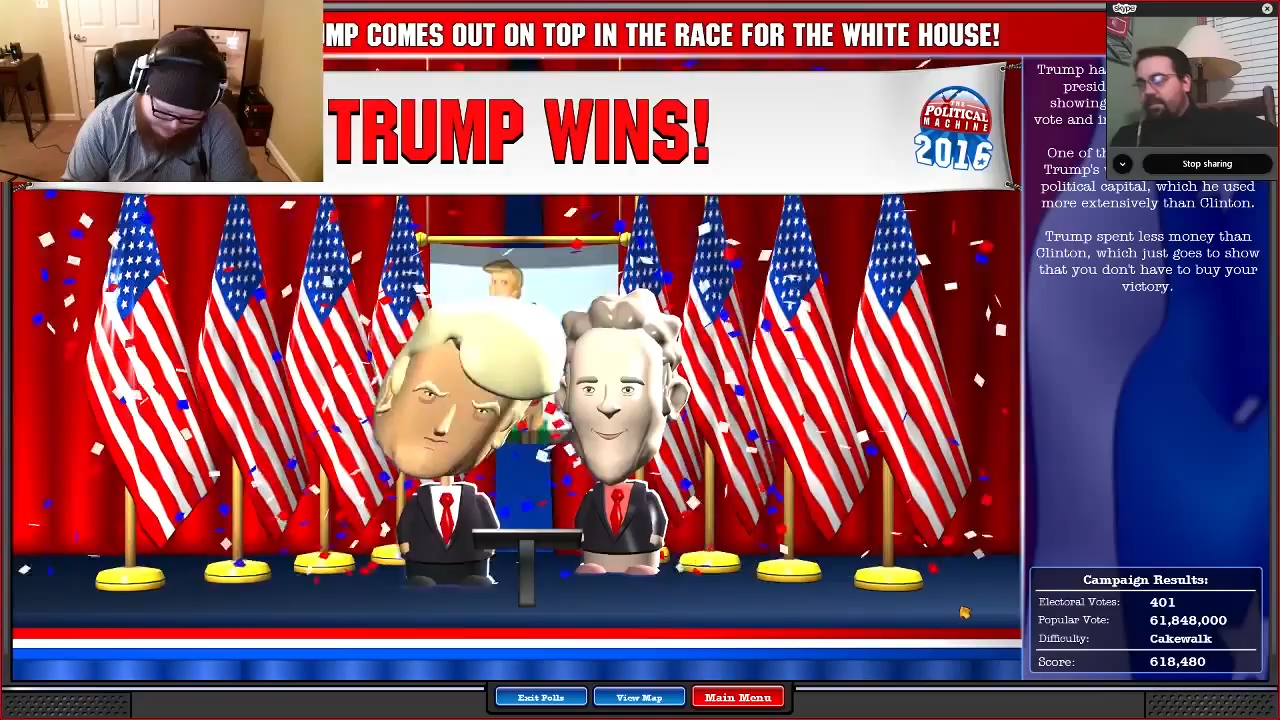 skype
MP COMES OUT ON TOP IN THE RACE FOR THE WHITE HOUSE!
TRUMP WINS!
THE
POLITICAL
MACHINE
2016
Stop sharing
Trump ha
presid
showing
vote and i
One of th
Trump's
political capital, which he used
more extensively than Clinton.
Trump spent less money than
Clinton, which just goes to show
that you don't have to buy your
victory.
Campaign Results:
Electoral Votes: 401
Popular Vote: 61,848,000
Difficulty: Cakewalk
Score: 618,480
Exit Polls
View Map
Main Menu